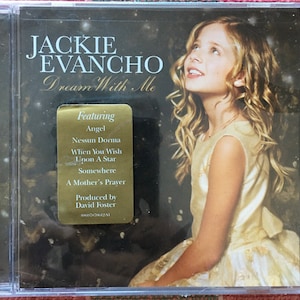 JACKIE
EVANCHO
Dream With Me
Featuring
Angel
Nessun Dorma
When You Wish
Upon A Star
Somewhere
A Mother's Prayer
Produced by
David Foster